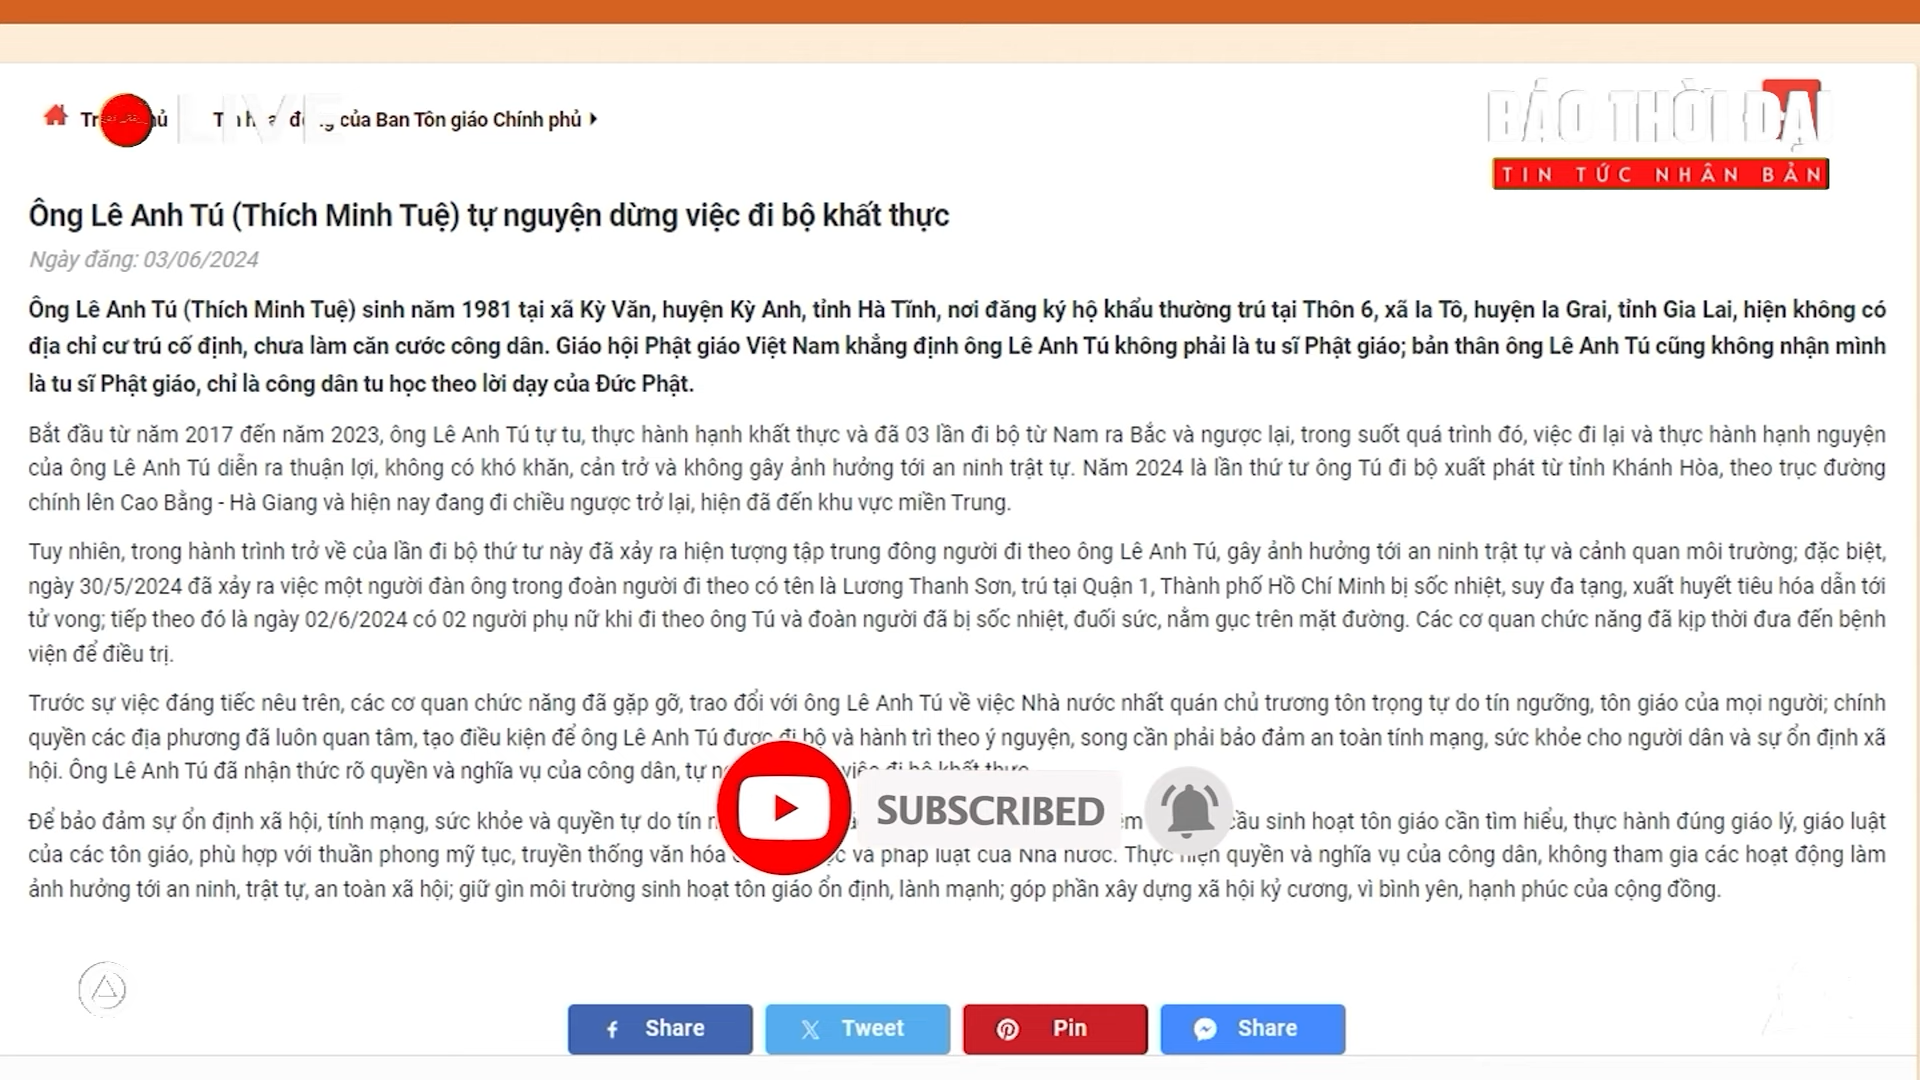 LIVE
của Ban Tôn giáo Chính phủ
BÁO THỜI ĐẠI
TIN TỨC NHÂN BẢN
Ông Lê Anh Tú (Thích Minh Tuệ) tự nguyện dừng việc đi bộ khất thực
Ngày đăng: 03/06/2024
Ông Lê Anh Tú (Thích Minh Tuệ) sinh năm 1981 tại xã Kỳ Văn, huyện Kỳ Anh, tỉnh Hà Tĩnh, nơi đăng ký hộ khẩu thường trú tại Thôn 6, xã Ia Tô, huyện Ia Grai, tỉnh Gia Lai, hiện không có
địa chỉ cư trú cố định, chưa làm căn cước công dân. Giáo hội Phật giáo Việt Nam khẳng định ông Lê Anh Tú không phải là tu sĩ Phật giáo; bản thân ông Lê Anh Tú cũng không nhận mình
là tu sĩ Phật giáo, chỉ là công dân tu học theo lời dạy của Đức Phật.
Bắt đầu từ năm 2017 đến năm 2023, ông Lê Anh Tú tự tu, thực hành hạnh khất thực và đã 03 lần đi bộ từ Nam ra Bắc và ngược lại, trong suốt quá trình đó, việc đi lại và thực hành hạnh nguyện
của ông Lê Anh Tú diễn ra thuận lợi, không có khó khăn, cản trở và không gây ảnh hưởng tới an ninh trật tự. Năm 2024 là lần thứ tư ông Tú đi bộ xuất phát từ tỉnh Khánh Hòa, theo trục đường
chính lên Cao Bằng - Hà Giang và hiện nay đang đi chiều ngược trở lại, hiện đã đến khu vực miền Trung.
Tuy nhiên, trong hành trình trở về của lần đi bộ thứ tư này đã xảy ra hiện tượng tập trung đông người đi theo ông Lê Anh Tú, gây ảnh hưởng tới an ninh trật tự và cảnh quan môi trường; đặc biệt,
ngày 30/5/2024 đã xảy ra việc một người đàn ông trong đoàn người đi theo có tên là Lương Thanh Sơn, trú tại Quận 1, Thành phố Hồ Chí Minh bị sốc nhiệt, suy đa tạng, xuất huyết tiêu hóa dẫn tới
tử vong; tiếp theo đó là ngày 02/6/2024 có 02 người phụ nữ khi đi theo ông Tú và đoàn người đã bị sốc nhiệt, đuối sức, nằm gục trên mặt đường. Các cơ quan chức năng đã kịp thời đưa đến bệnh
viện để điều trị.
Trước sự việc đáng tiếc nêu trên, các cơ quan chức năng đã gặp gỡ, trao đổi với ông Lê Anh Tú về việc Nhà nước nhất quán chủ trương tôn trọng tự do tín ngưỡng, tôn giáo của mọi người; chính
quyền các địa phương đã luôn quan tâm, tạo điều kiện để ông Lê Anh Tú được đi bộ và hành trì theo ý nguyện, song cần phải bảo đảm an toàn tính mạng, sức khỏe cho người dân và sự ổn định xã
hội. Ông Lê Anh Tú đã nhận thức rõ quyền và nghĩa vụ của công dân, tự việc đi bộ khất thực
Để bảo đảm sự ổn định xã hội, tính mạng, sức khỏe và quyền tự do tín cầu sinh hoạt tôn giáo cần tìm hiểu, thực hành đúng giáo lý, giáo luật
của các tôn giáo, phù hợp với thuần phong mỹ tục, truyền thống văn hóa và pháp luật của Nhà nước. Thực hiện quyền và nghĩa vụ của công dân, không tham gia các hoạt động làm
ảnh hưởng tới an ninh, trật tự, an toàn xã hội; giữ gìn môi trường sinh hoạt tôn giáo ổn định, lành mạnh; góp phần xây dựng xã hội kỷ cương, vì bình yên, hạnh phúc của cộng đồng.
SUBSCRIBED
Share
Tweet
Pin
Share